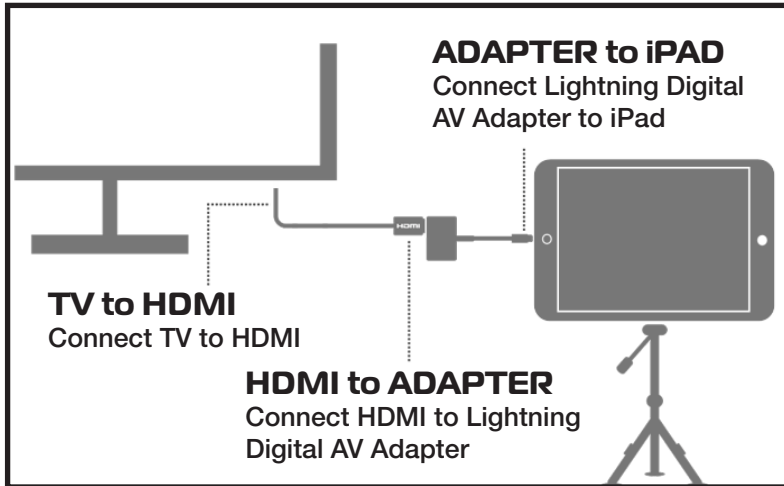 ADAPTER to iPAD
Connect Lightning Digital
AV Adapter to iPad
HDMI
TV to HDMI
Connect TV to HDMI
HDMI to ADAPTER
Connect HDMI to Lightning
Digital AV Adapter